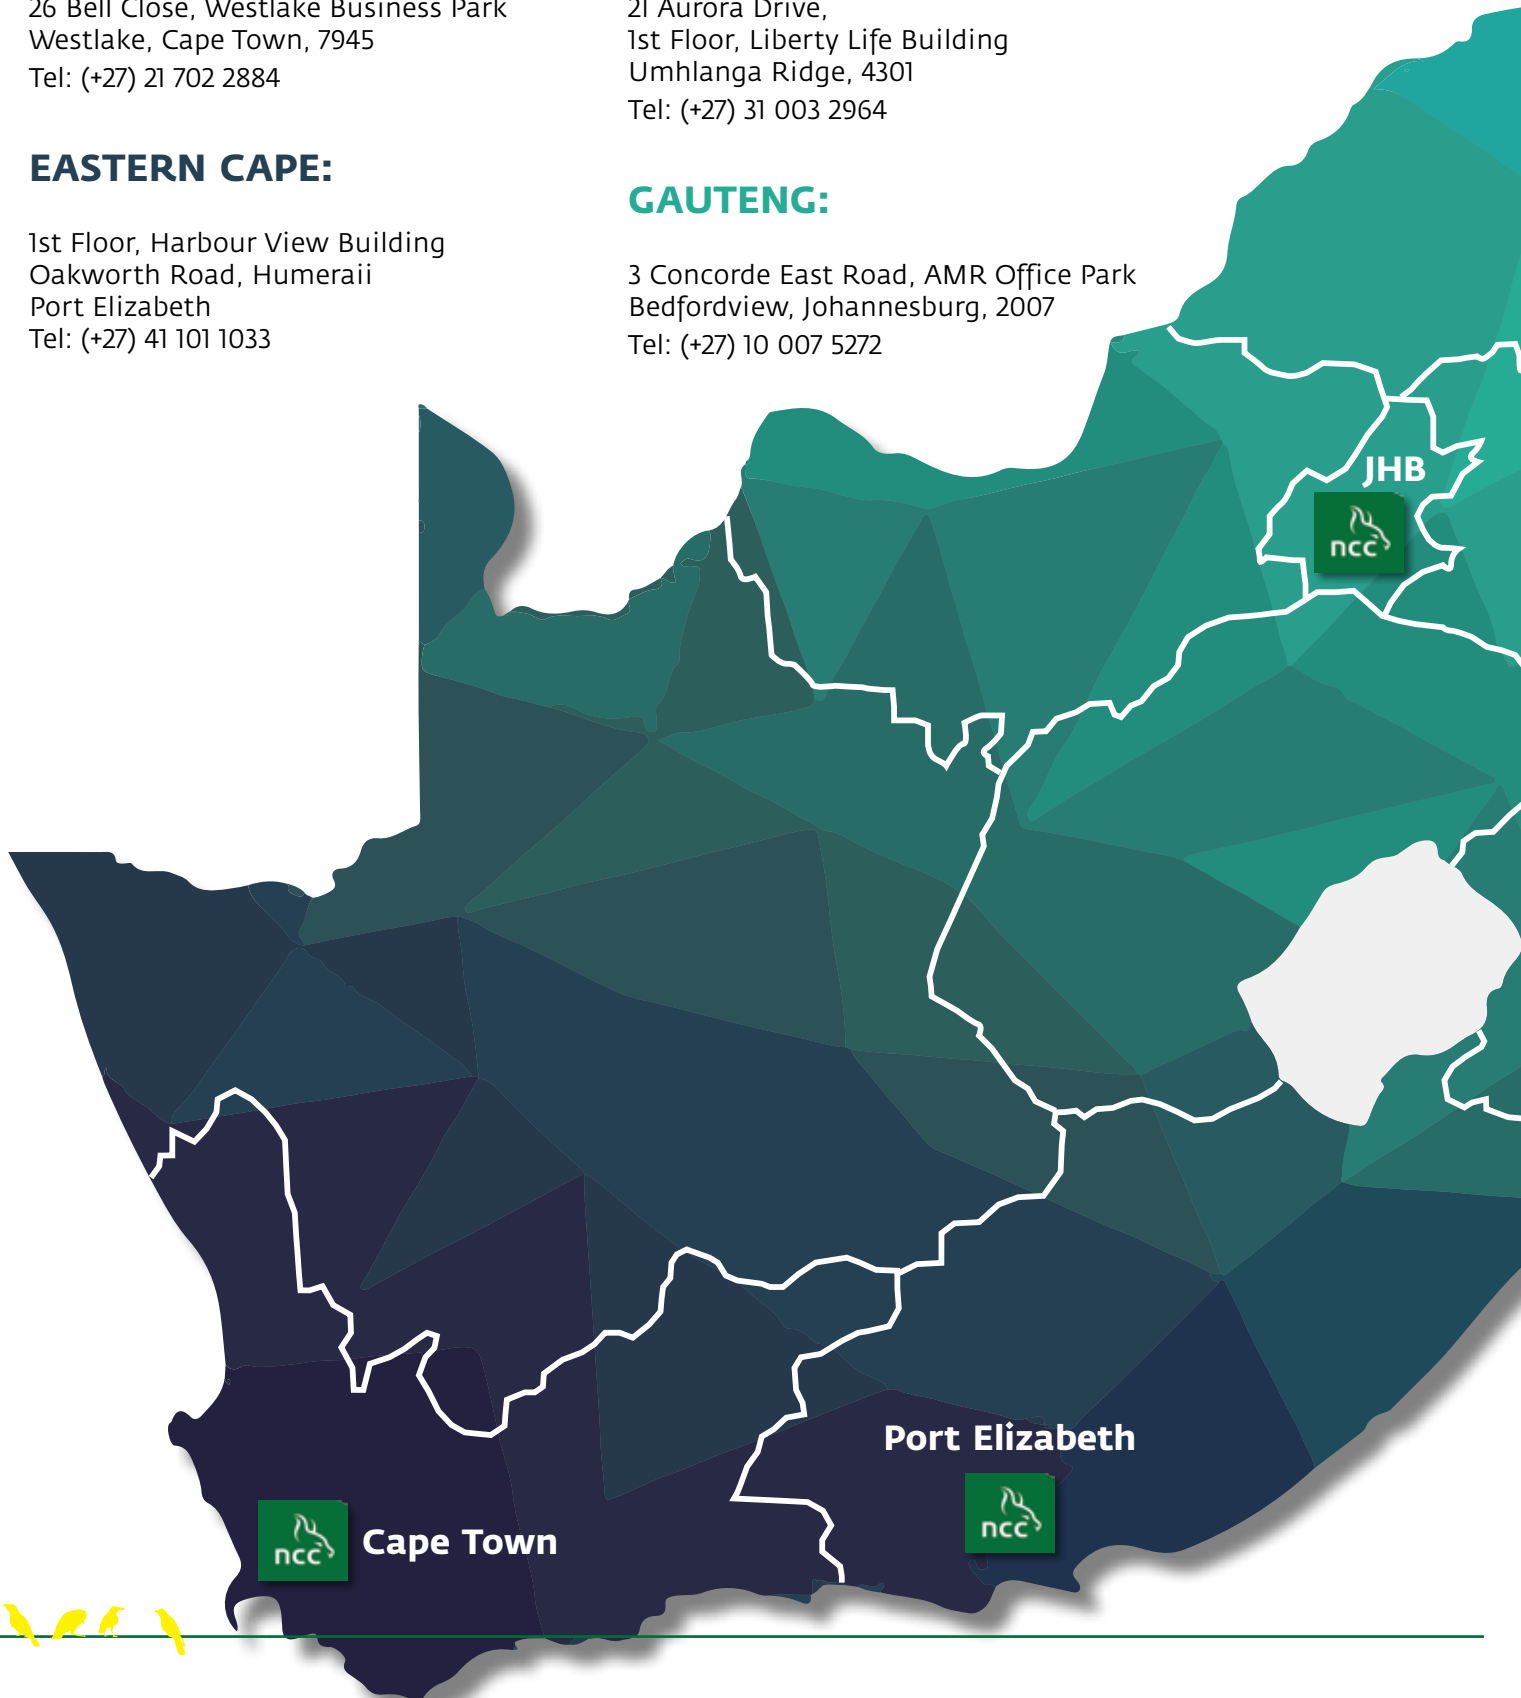 26 Bell Close, Westlake Business Park
Westlake, Cape Town, 7945
Tel: (+27) 21 702 2884
EASTERN CAPE:
1st Floor, Harbour View Building
Oakworth Road, Humeraii
Port Elizabeth
Tel: (+27) 41 101 1033
21 Aurora Drive,
1st Floor, Liberty Life Building
Umhlanga Ridge, 4301
Tel: (+27) 31 003 2964
GAUTENG:
3 Concorde East Road, AMR Office Park
Bedfordview, Johannesburg, 2007
Tel: (+27) 10 007 5272
JHB
ncc
Port Elizabeth
ncc
Cape Town
ncc